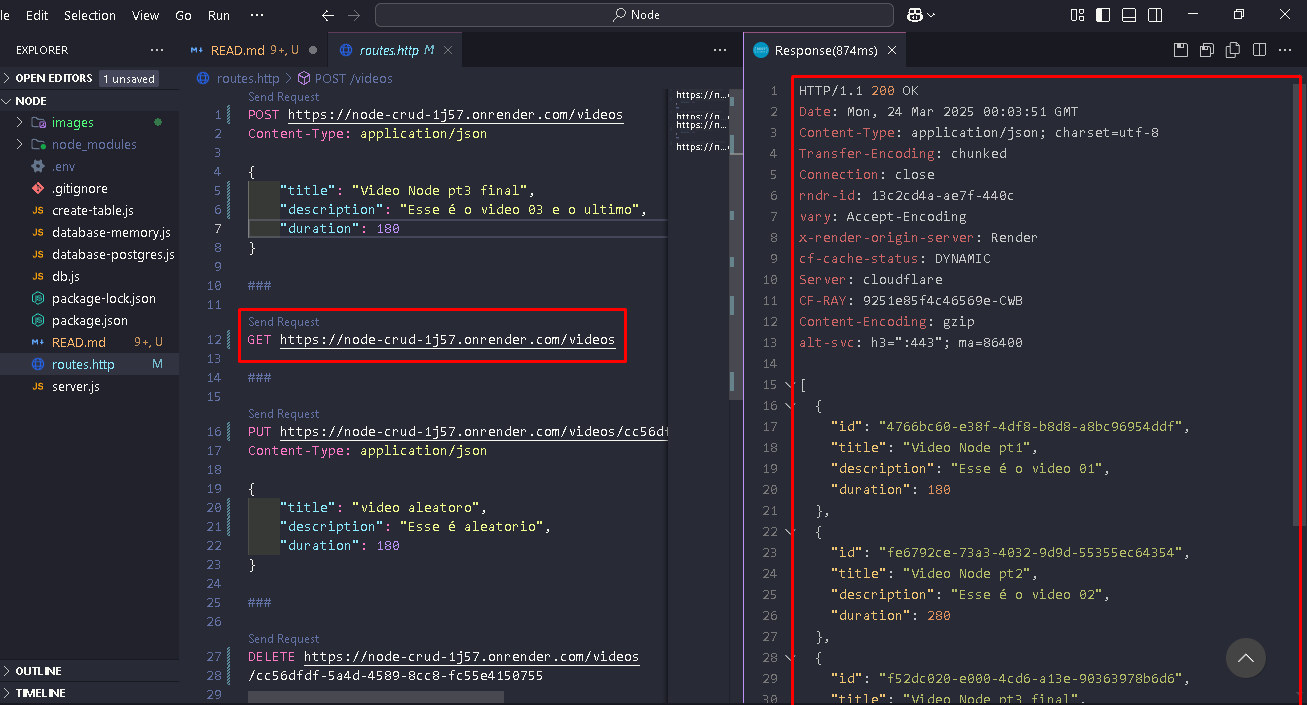 le Edit Selection View Go Run ··· Node
EXPLORER ···
OPEN EDITORS 1 unsaved
NODE
images
node_modules
.env
.gitignore
JS create-table.js
JS database-memory.js
JS database-postgres.js
JS db.js
package-lock.json
package.json
READ.md 9+, U
routes.http M
JS server.js
OUTLINE
TIMELINE
READ.md 9+, U routes.http M ···
routes.http > POST /videos
Send Request
1 POST https://node-crud-1j57.onrender.com/videos
2 Content-Type: application/json
3
4 {
5 "title": "Video Node pt3 final",
6 "description": "Esse é o video 03 e o ultimo",
7 "duration": 180
8 }
9
10 ###
11
Send Request
12 GET https://node-crud-1j57.onrender.com/videos
13
14 ###
15
Send Request
16 PUT https://node-crud-1j57.onrender.com/videos/cc56df
17 Content-Type: application/json
18
19 {
20 "title": "video aleatoro",
21 "description": "Esse é aleatorio",
22 "duration": 180
23 }
24
25 ###
26
Send Request
27 DELETE https://node-crud-1j57.onrender.com/videos
28 /cc56dfdf-5a4d-4589-8cc8-fc55e4150755
29
https://n...
https://n...
https://n...
https://n...
Response(874ms) ···
1 HTTP/1.1 200 OK
2 Date: Mon, 24 Mar 2025 00:03:51 GMT
3 Content-Type: application/json; charset=utf-8
4 Transfer-Encoding: chunked
5 Connection: close
6 rndr-id: 13c2cd4a-ae7f-440c
7 vary: Accept-Encoding
8 x-render-origin-server: Render
9 cf-cache-status: DYNAMIC
10 Server: cloudflare
11 CF-RAY: 9251e85f4c46569e-CWB
12 Content-Encoding: gzip
13 alt-svc: h3=":443"; ma=86400
14
15 [
16 {
17 "id": "4766bc60-e38f-4df8-b8d8-a8bc96954ddf",
18 "title": "Video Node pt1",
19 "description": "Esse é o video 01",
20 "duration": 180
21 },
22 {
23 "id": "fe6792ce-73a3-4032-9d9d-55355ec64354",
24 "title": "Video Node pt2",
25 "description": "Esse é o video 02",
26 "duration": 280
27 },
28 {
29 "id": "f52dc020-e000-4cd6-a13e-90363978b6d6",
30 "title": "Video Node pt3 final",